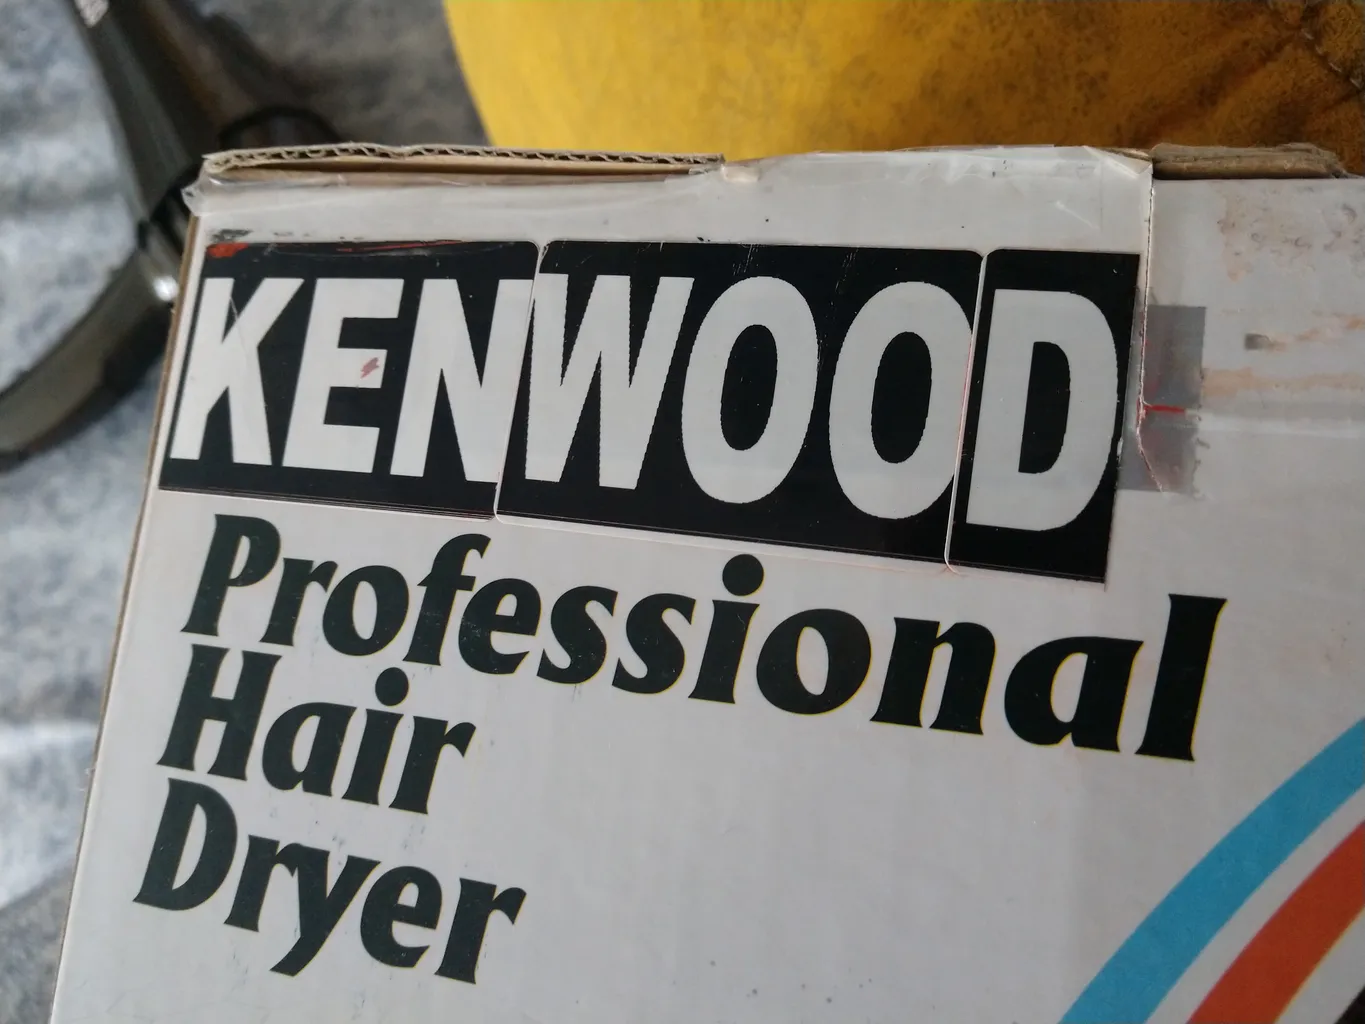 KENWOOD
Professional
Hair
Dryer